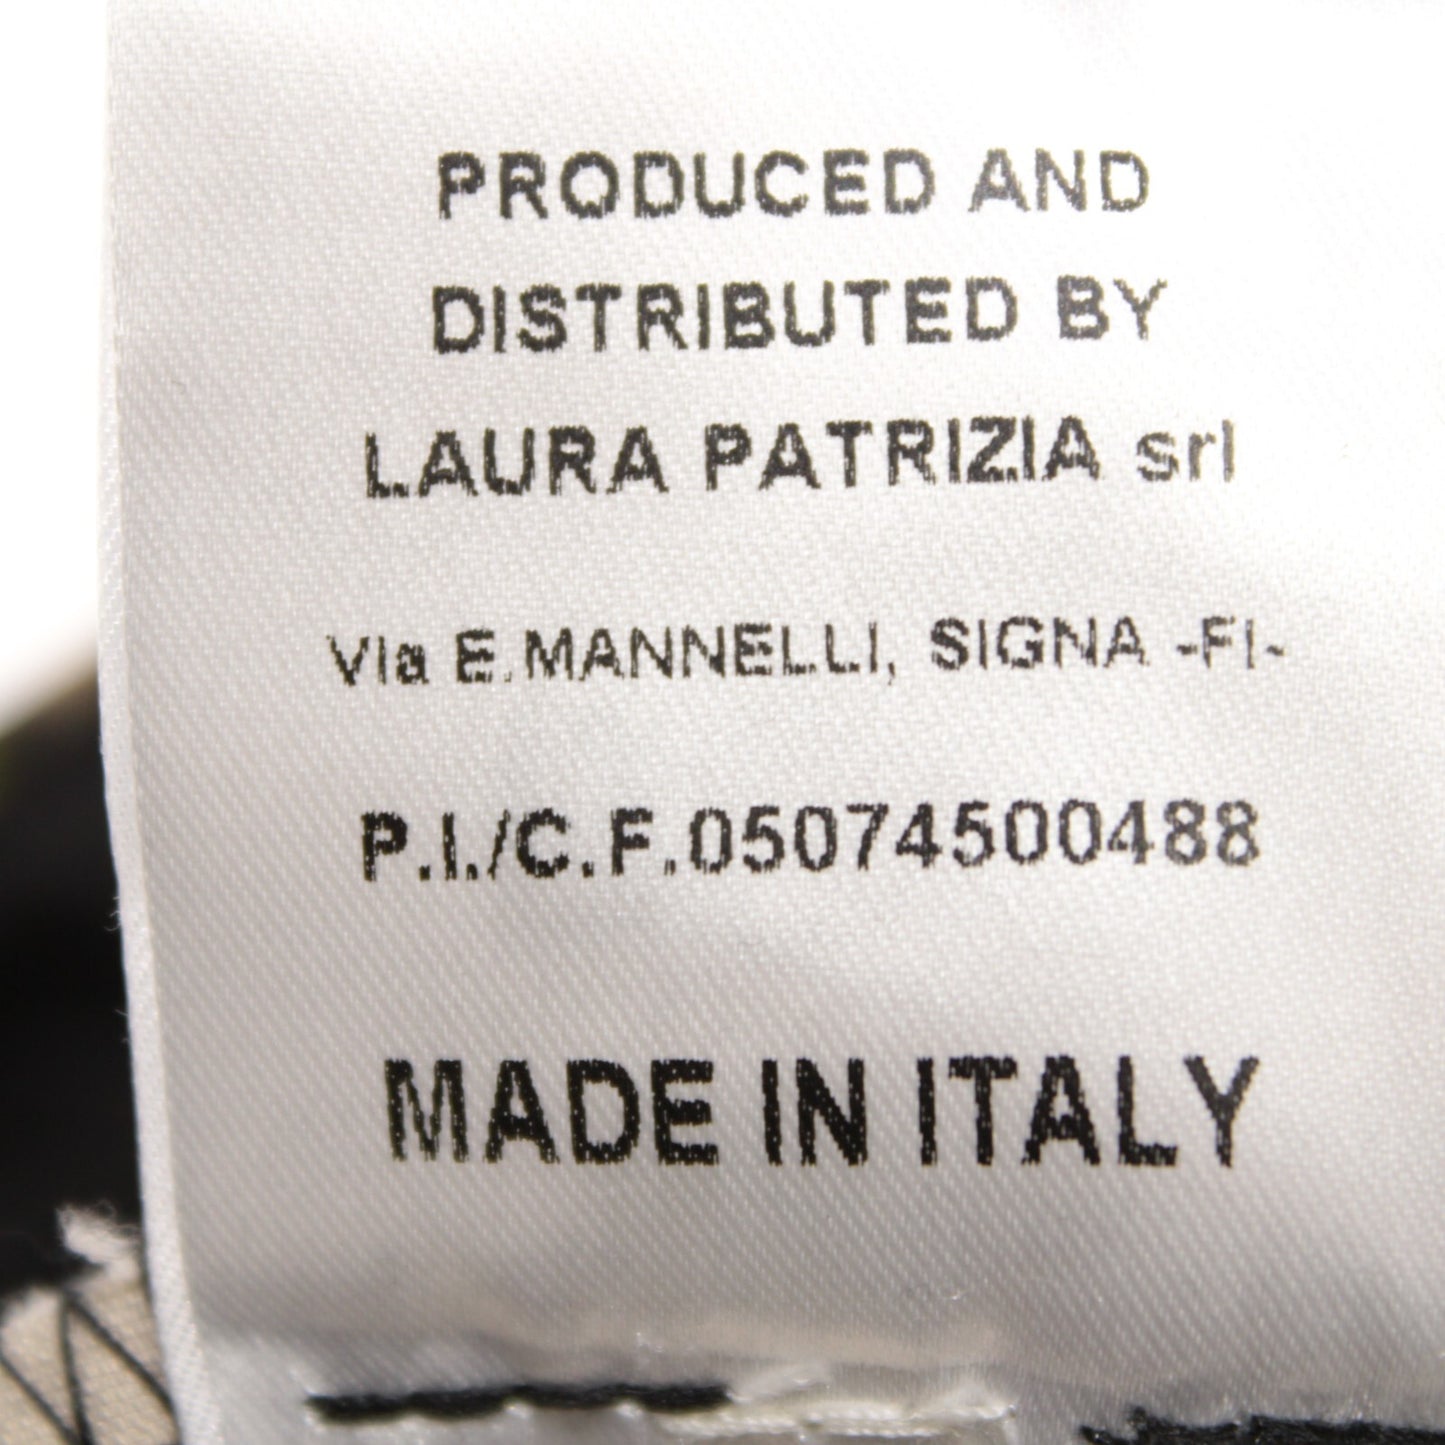 PRODUCED AND
DISTRIBUTED BY
LAURA PATRIZIA srl
Via E.MANNELLI, SIGNA -FI-
P.I./C.F.05074500488
MADE IN ITALY